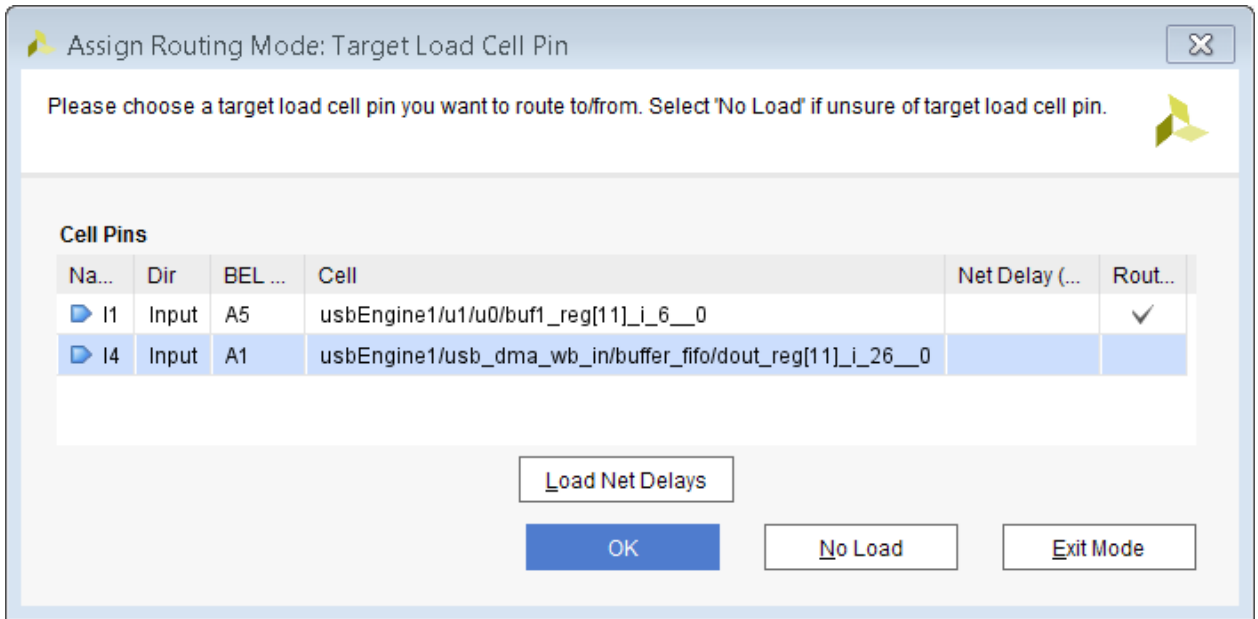 Assign Routing Mode: Target Load Cell Pin
Please choose a target load cell pin you want to route to/from. Select 'No Load' if unsure of target load cell pin.
Cell Pins
Na... Dir BEL ... Cell Net Delay (... Rout...
I1 Input A5 usbEngine1/u1/u0/buf1_reg[11]_i_6__0
I4 Input A1 usbEngine1/usb_dma_wb_in/buffer_fifo/dout_reg[11]_i_26__0
Load Net Delays
OK No Load Exit Mode